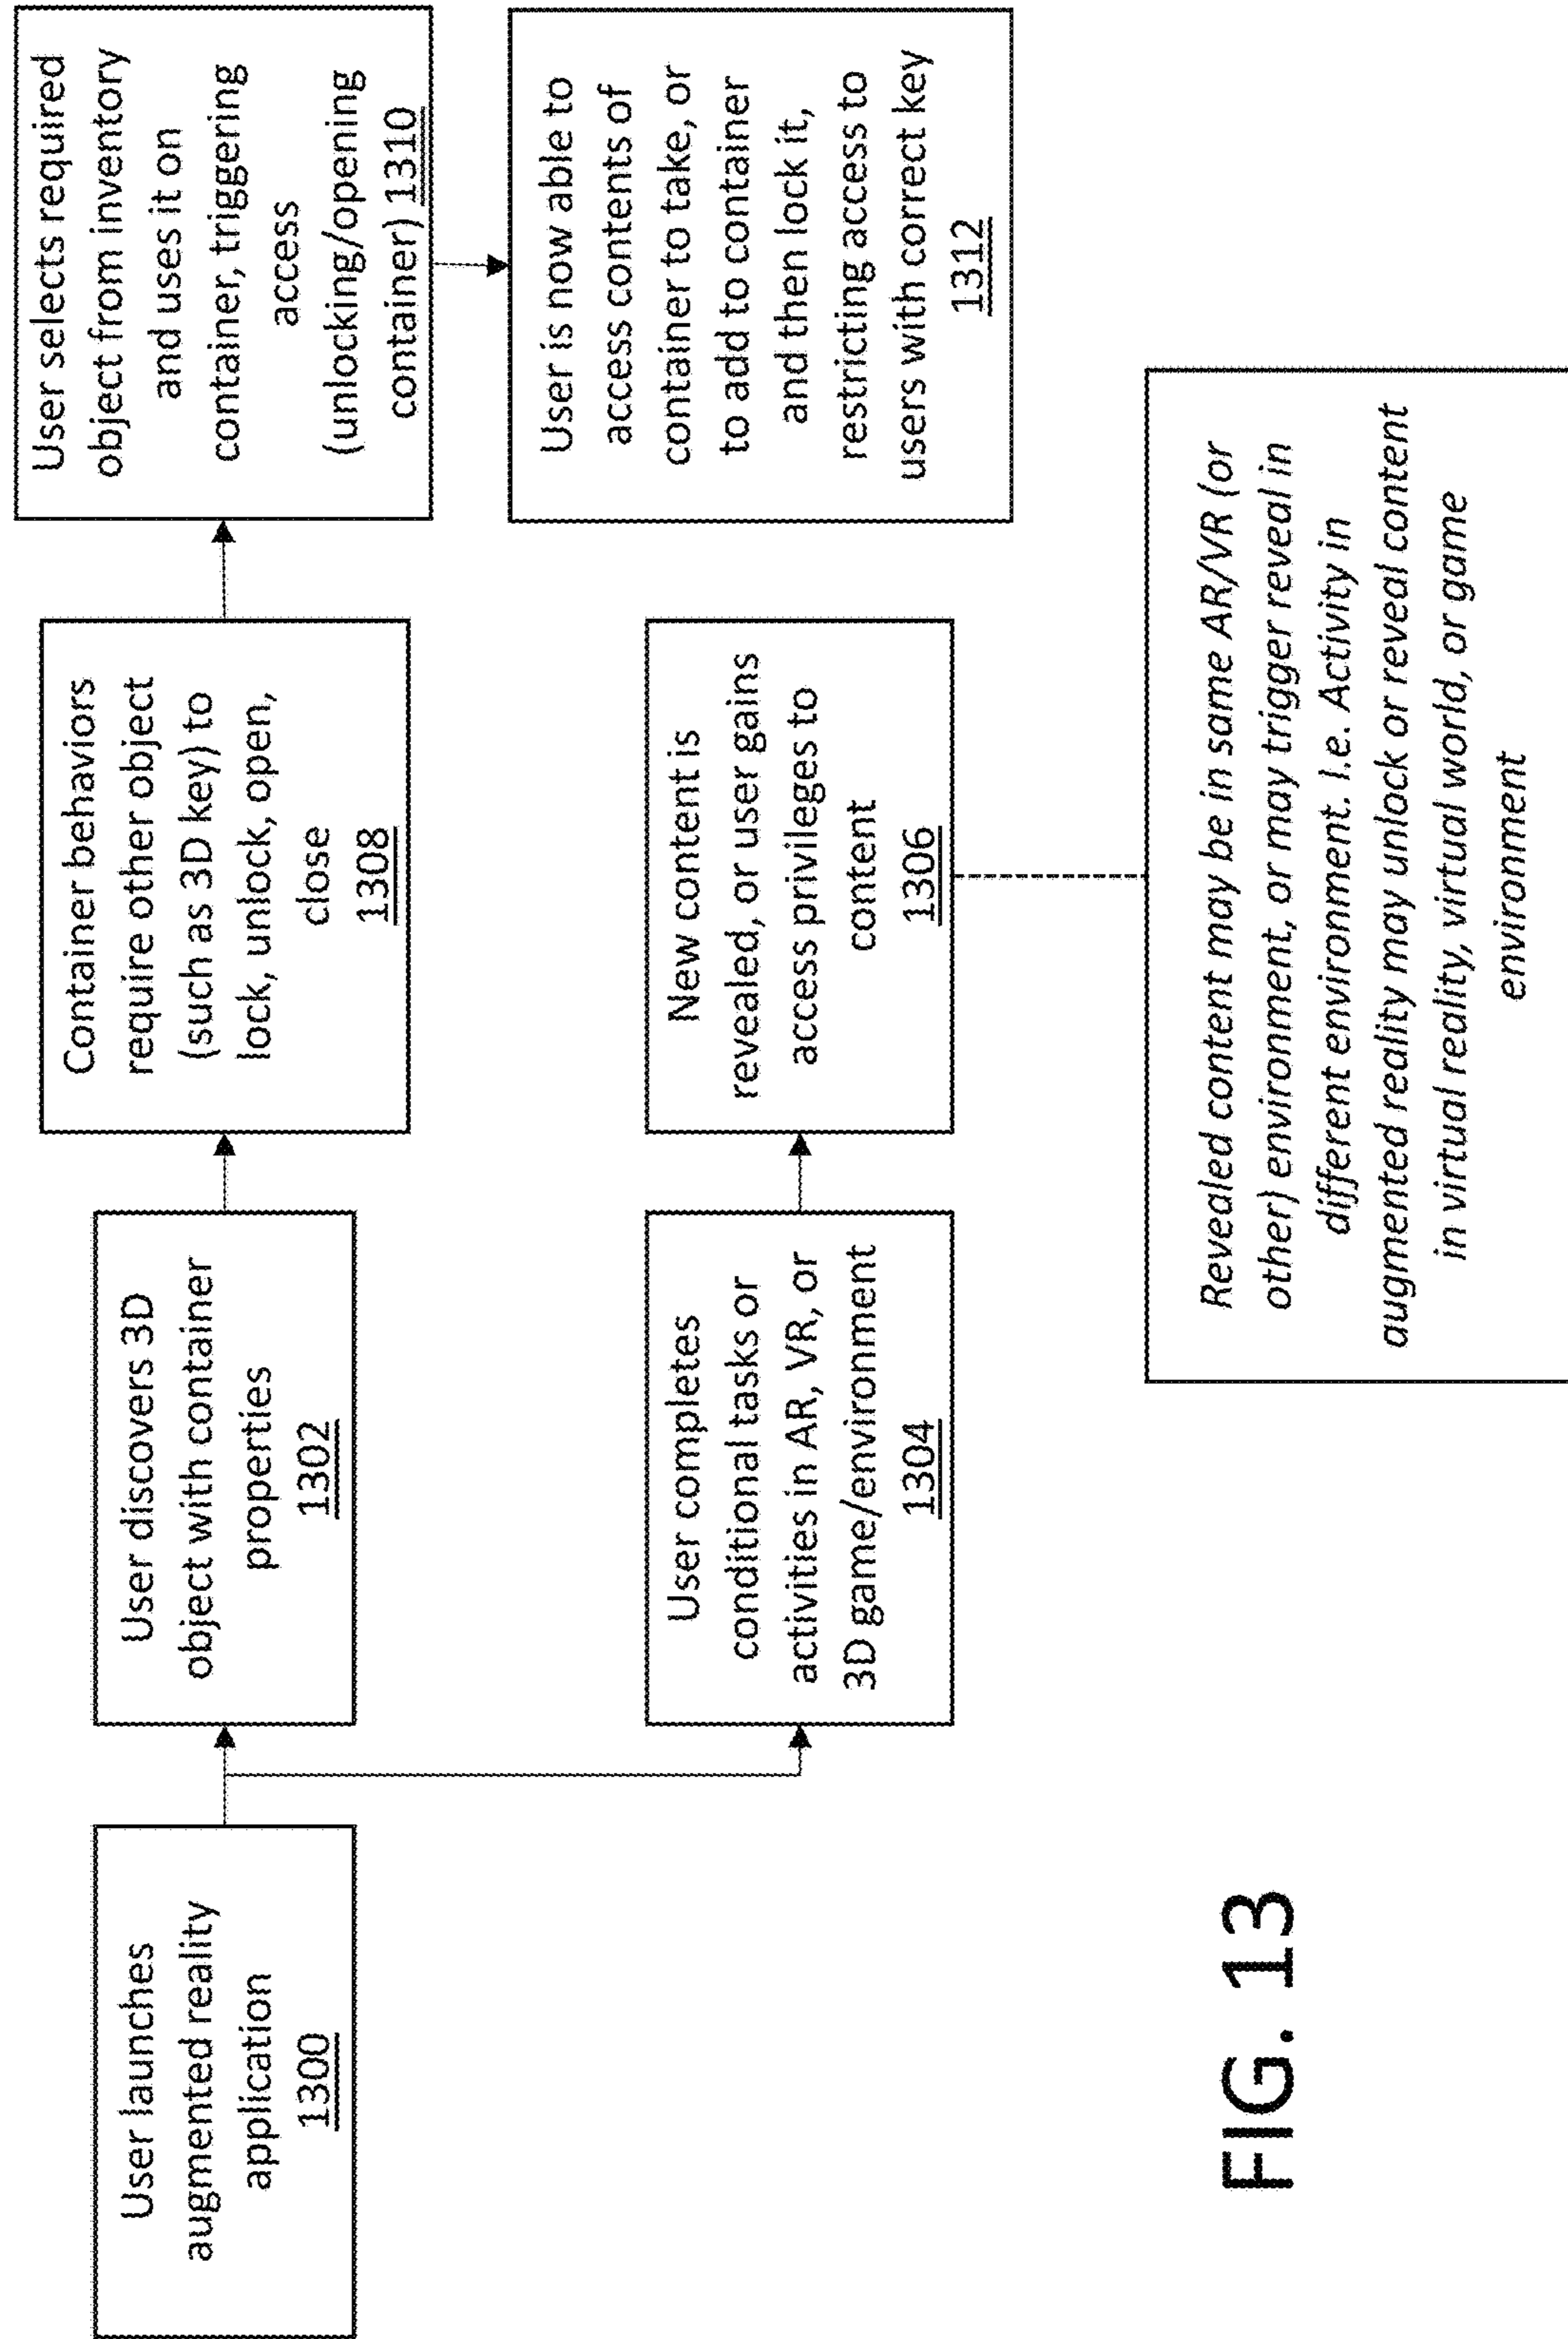 User launches
augmented reality
application
1300
User discovers 3D
object with container
properties
1302
Container behaviors
require other object
(such as 3D key) to
lock, unlock, open,
close
1308
User selects required
object from inventory
and uses it on
container, triggering
access
(unlocking/opening
container) 1310
User is now able to
access contents of
container to take, or
to add to container
and then lock it,
restricting access to
users with correct key
1312
User completes
conditional tasks or
activities in AR, VR, or
3D game/environment
1304
New content is
revealed, or user gains
access privileges to
content
1306
Revealed content may be in same AR/VR (or
other) environment, or may trigger reveal in
different environment. I.e. Activity in
augmented reality may unlock or reveal content
in virtual reality, virtual world, or game
environment
FIG. 13